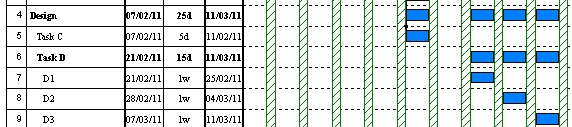 4 Design 07/02/11 25d 11/03/11
5 Task C 07/02/11 5d 11/02/11
6 Task D 21/02/11 15d 11/03/11
7 D1 21/02/11 1w 25/02/11
8 D2 28/02/11 1w 04/03/11
9 D3 07/03/11 1w 11/03/11